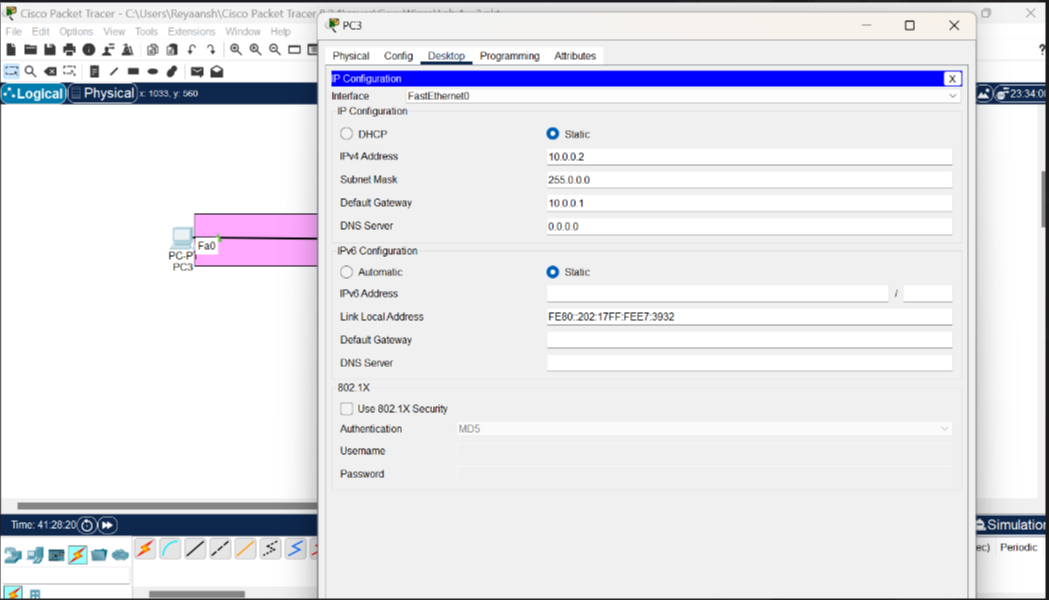 Cisco Packet Tracer - C:\Users\Reyaansh\Cisco Packet Tracer
PC3
File Edit Options View Tools Extensions Window Help
Physical Config Desktop Programming Attributes
Logical Physical x: 1033, y: 560
23:34:00
IP Configuration X
Interface FastEthernet0
IP Configuration
DHCP Static
IPv4 Address 10.0.0.2
Subnet Mask 255.0.0.0
Default Gateway 10.0.0.1
DNS Server 0.0.0.0
IPv6 Configuration
Automatic Static
IPv6 Address /
Link Local Address FE80::202:17FF:FEE7:3932
Default Gateway
DNS Server
802.1X
Use 802.1X Security
Authentication MD5
Username
Password
Fa0
PC-P
PC3
Time: 41:28:20
Simulation
ec) Periodic